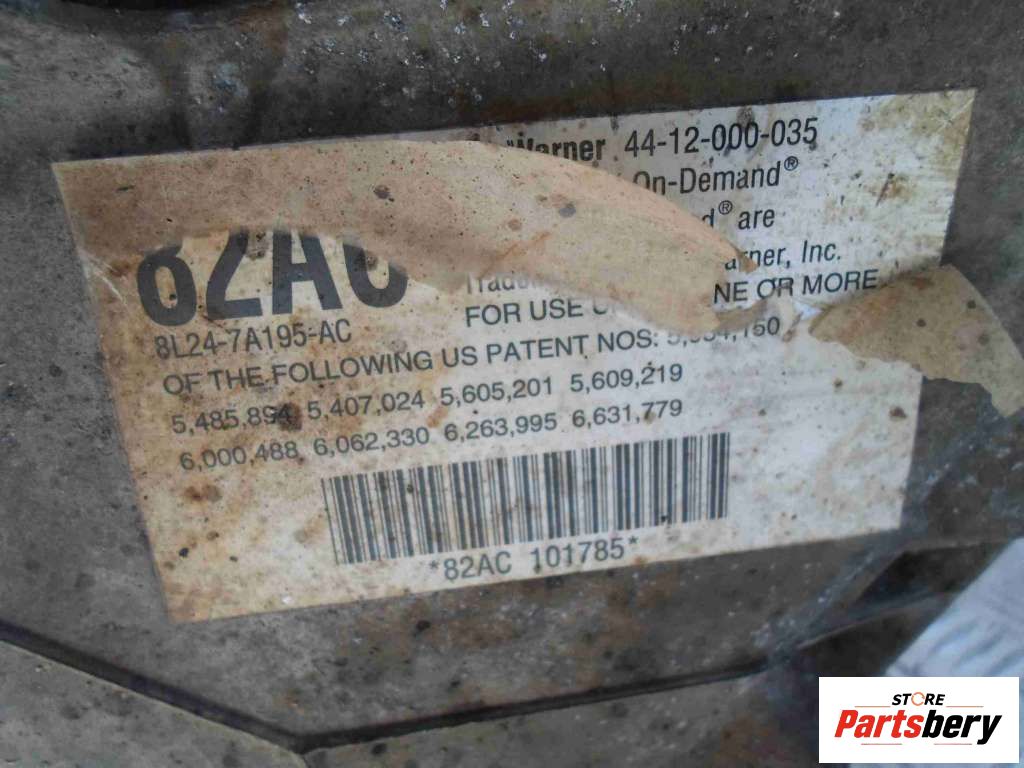 Warner 44-12-000-035
On-Demand®
d® are
82AC
arner, Inc.
8L24-7A195-AC
FOR USE NE OR MORE
OF THE FOLLOWING US PATENT NOS:
5,485,894 5,407,024 5,605,201 5,609,219
6,000,488 6,062,330 6,263,995 6,631,779
*82AC 101785*
STORE
Partsbery